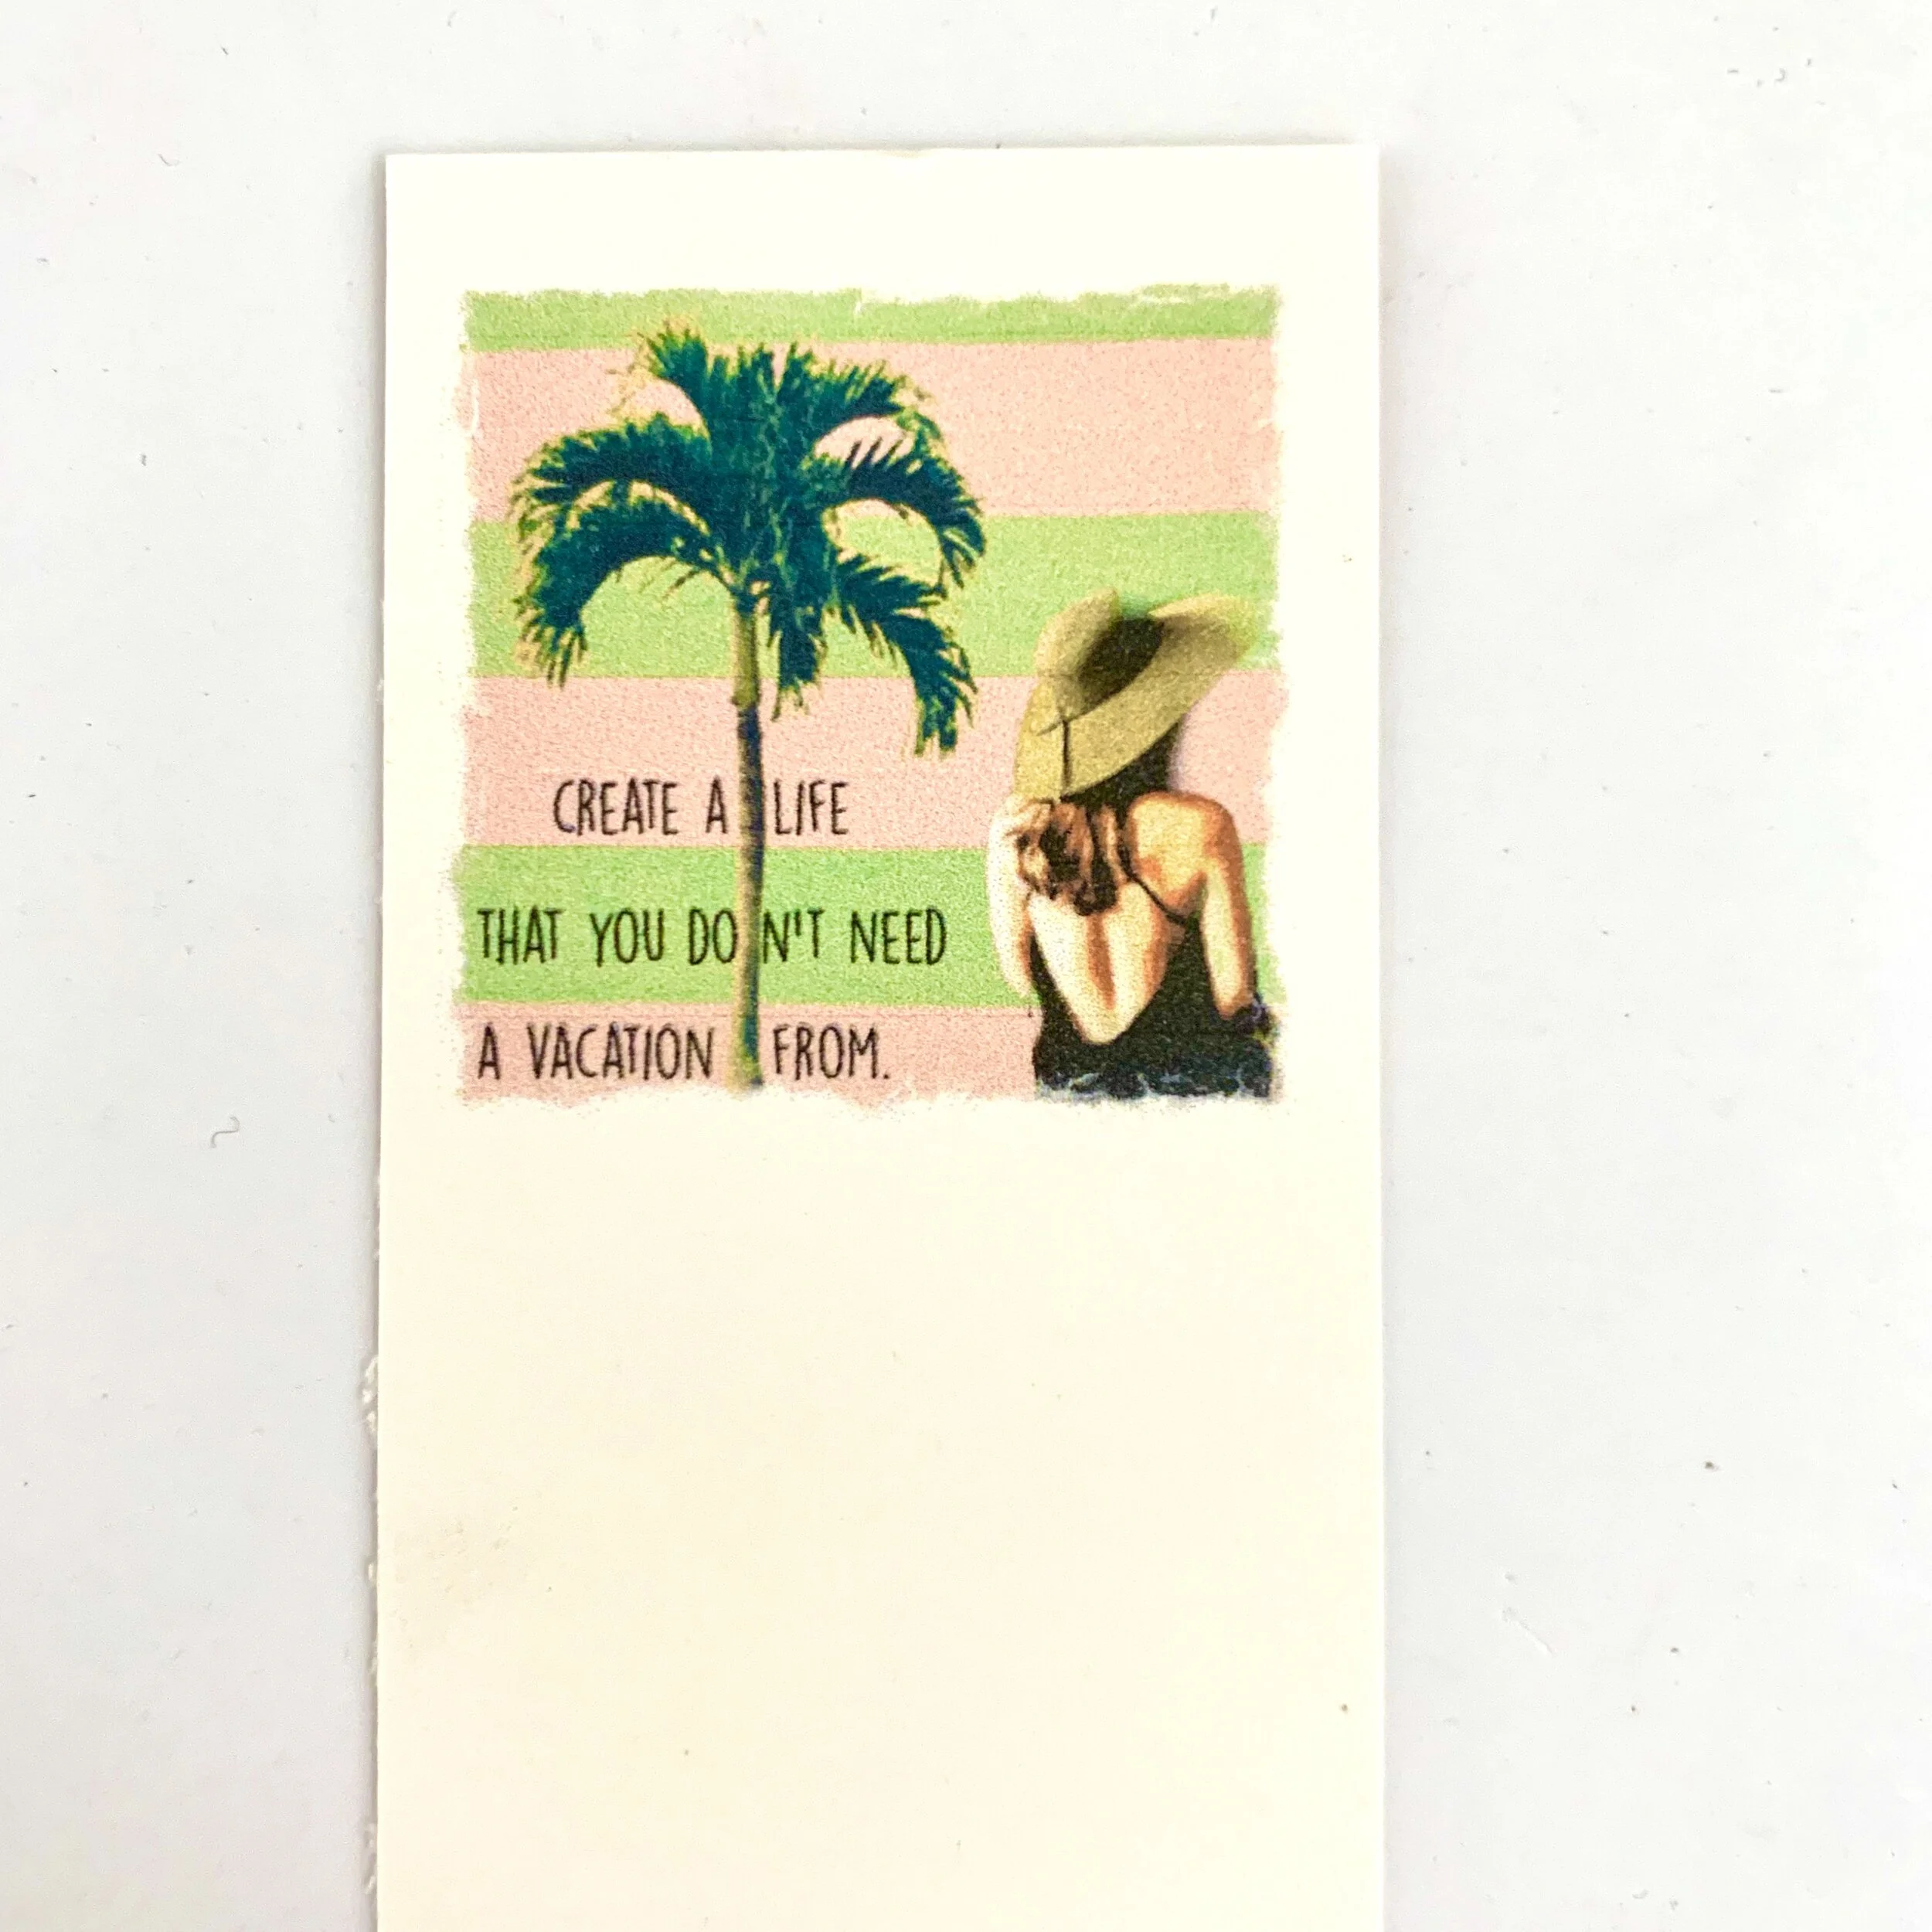 CREATE A LIFE
THAT YOU DON'T NEED
A VACATION FROM.